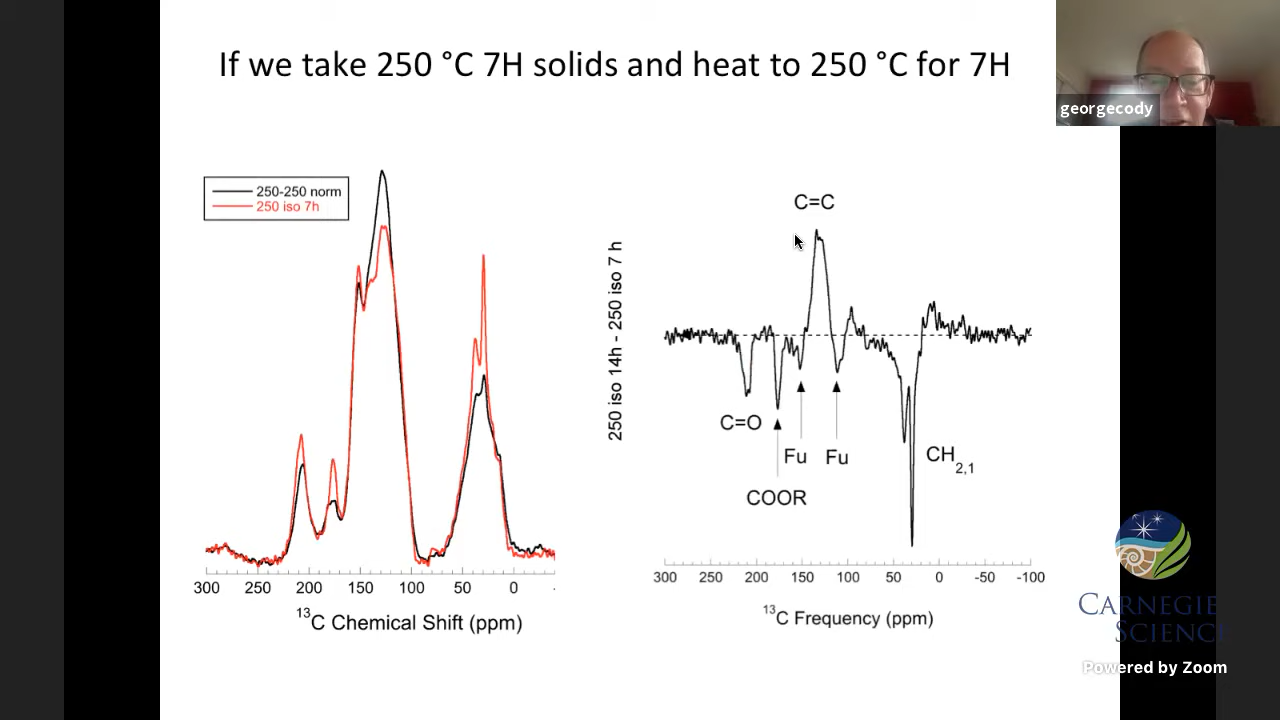 If we take 250 °C 7H solids and heat to 250 °C for 7H
georgecody
250-250 norm
250 iso 7h
300 250 200 150 100 50 0
13C Chemical Shift (ppm)
250 iso 14h - 250 iso 7 h
C=C
C=O
Fu Fu
CH2,1
COOR
300 250 200 150 100 50 0 -50 -100
13C Frequency (ppm)
CARNEGIE
SCIENCE
Powered by Zoom